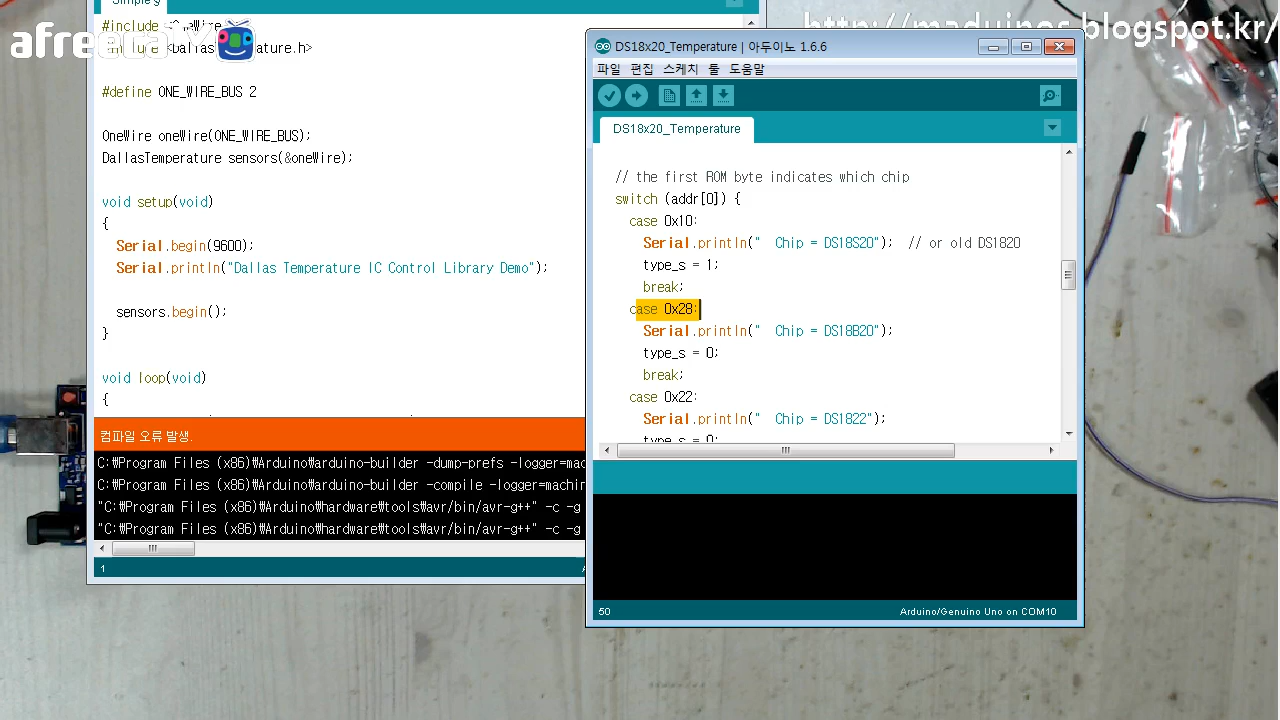 afreecaTV
http://maduinos.blogspot.kr/
Simple §
#include <OneWire
<Dallas ature.h>
#define ONE_WIRE_BUS 2
OneWire oneWire(ONE_WIRE_BUS);
DallasTemperature sensors(&oneWire);
void setup(void)
{
Serial.begin(9600);
Serial.println("Dallas Temperature IC Control Library Demo");
sensors.begin();
}
void loop(void)
{
컴파일 오류 발생.
C:₩Program Files (x86)₩Arduino₩arduino-builder -dump-prefs -logger=mac
C:₩Program Files (x86)₩Arduino₩arduino-builder -compile -logger=machin
"C:₩Program Files (x86)₩Arduino₩hardware₩tools₩avr/bin/avr-g++" -c -g
"C:₩Program Files (x86)₩Arduino₩hardware₩tools₩avr/bin/avr-g++" -c -g
1
DS18x20_Temperature | 아두이노 1.6.6
파일 편집 스케치 툴 도움말
DS18x20_Temperature
// the first ROM byte indicates which chip
switch (addr[0]) {
case 0x10:
Serial.println("  Chip = DS18S20");  // or old DS1820
type_s = 1;
break;
case 0x28:
Serial.println("  Chip = DS18B20");
type_s = 0;
break;
case 0x22:
Serial.println("  Chip = DS1822");
type_s = 0;
50
Arduino/Genuino Uno on COM10